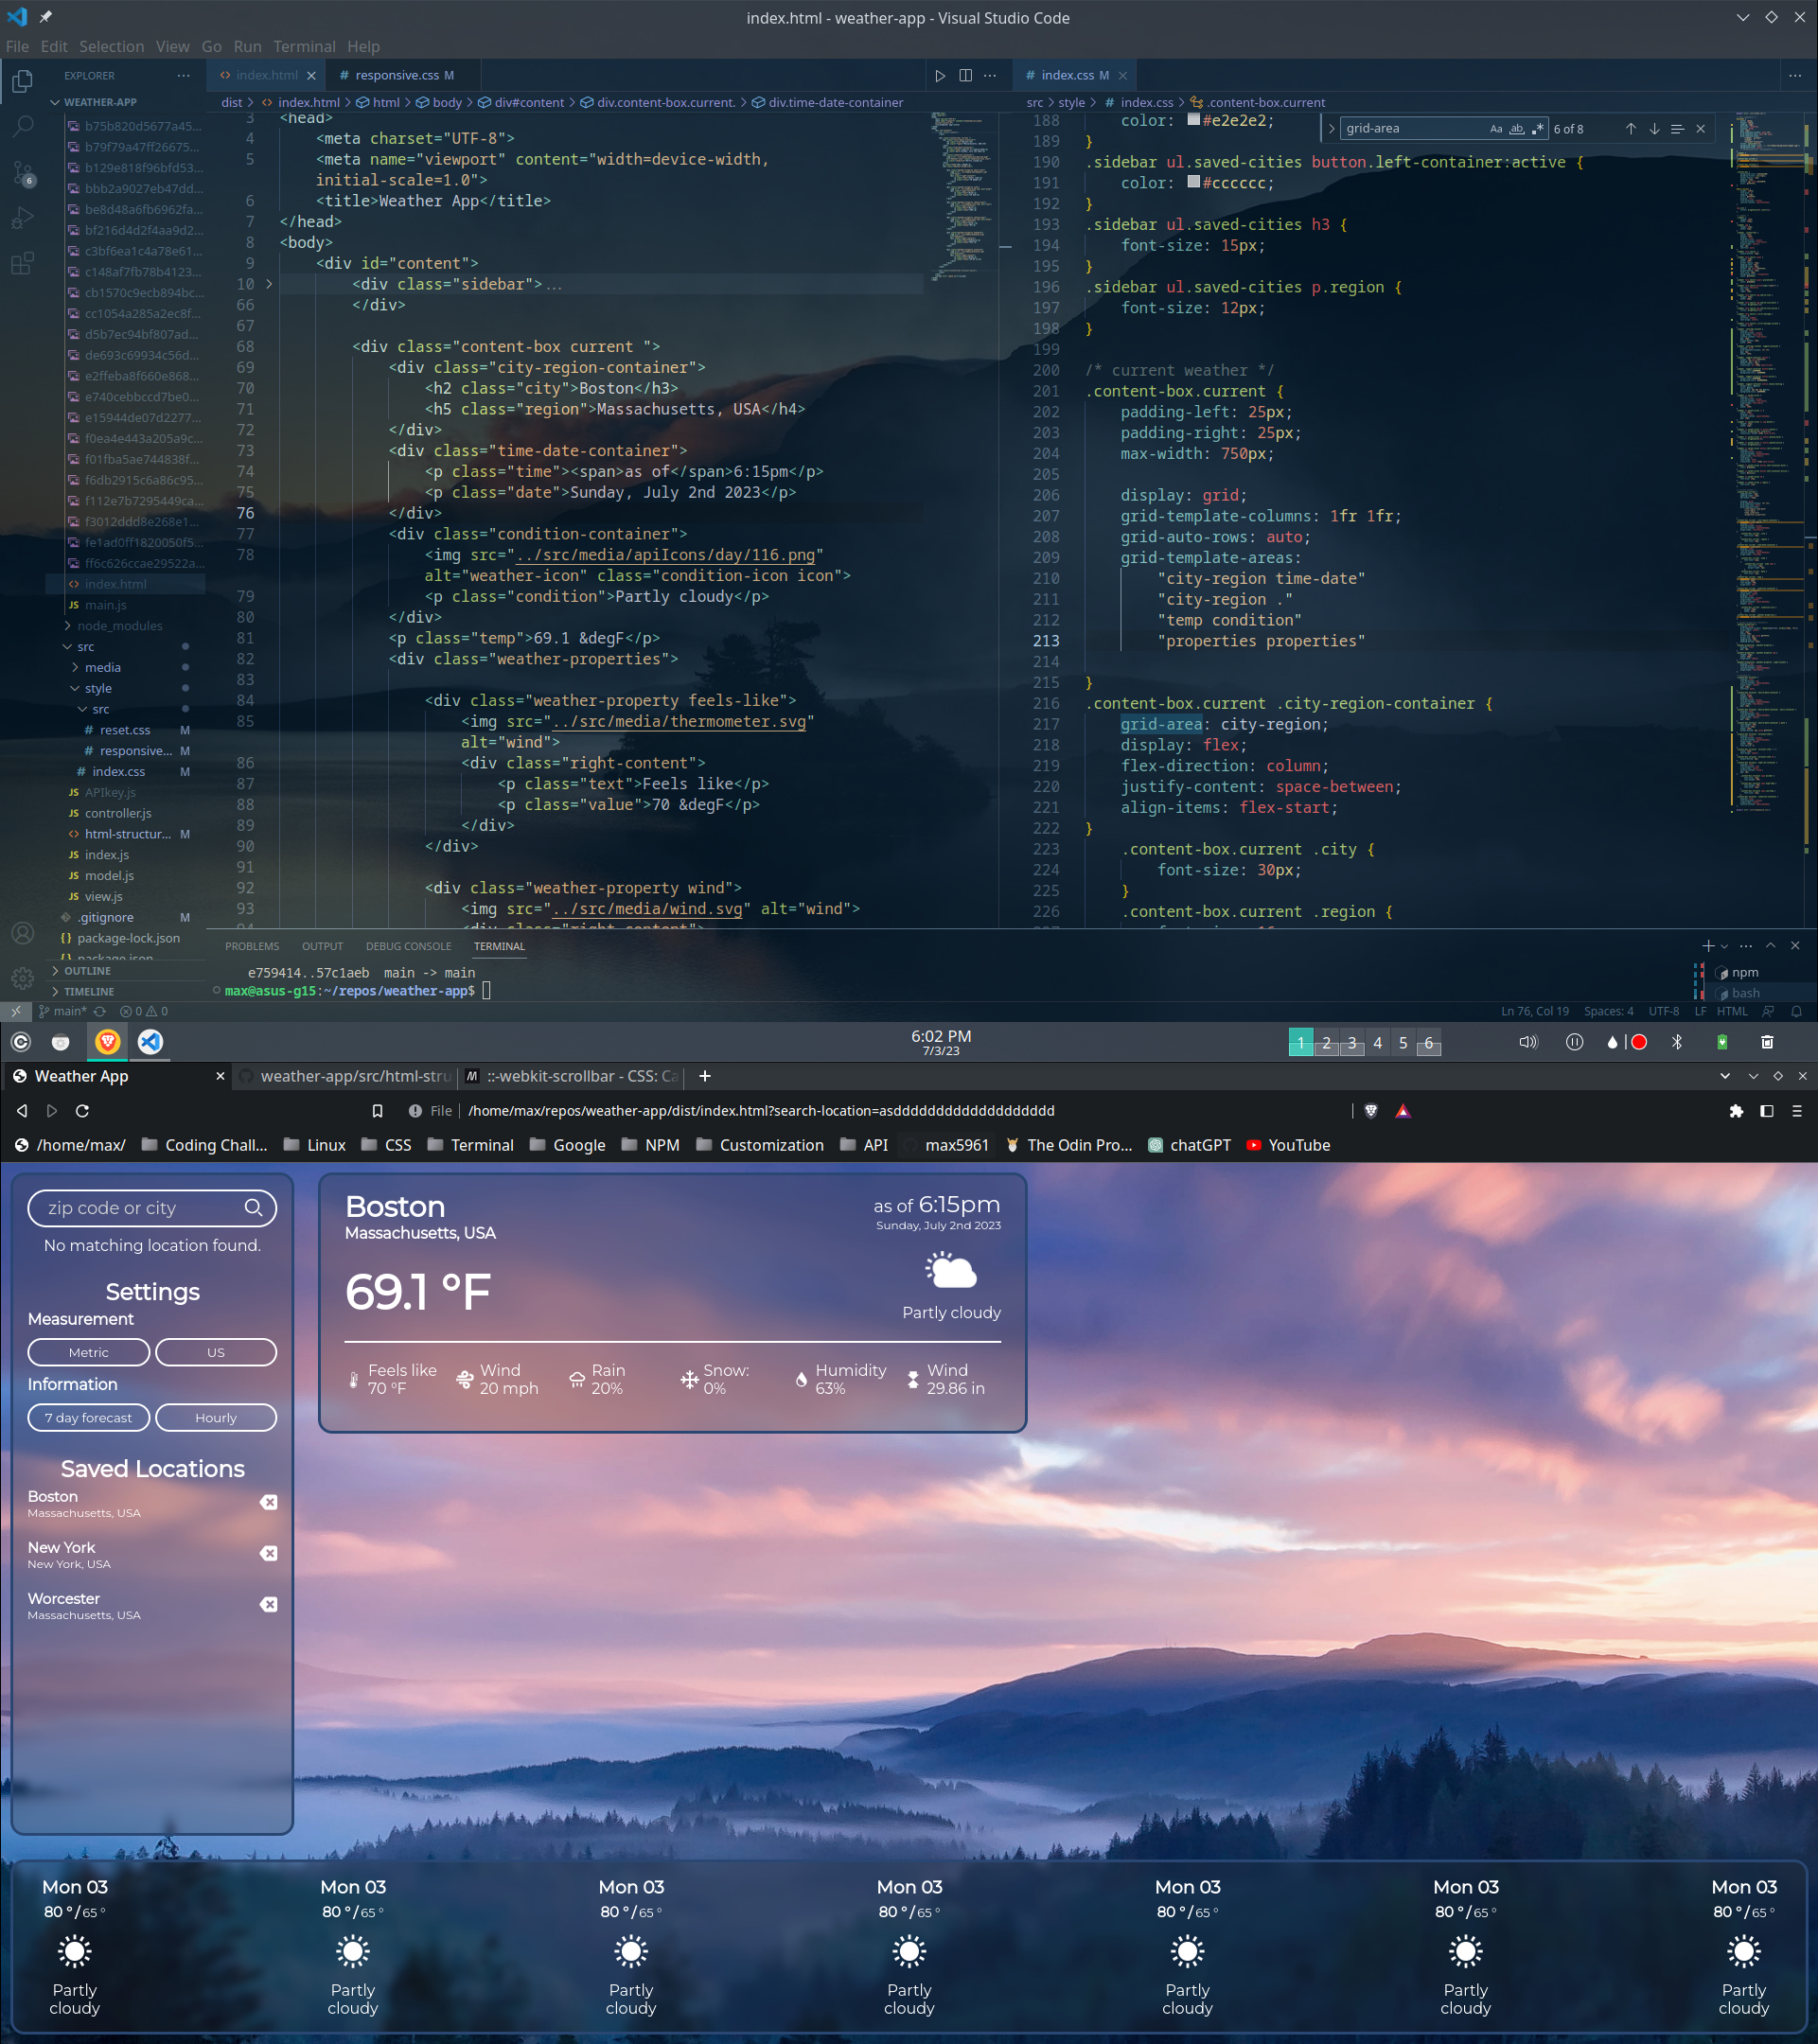 index.html - weather-app - Visual Studio Code
File Edit Selection View Go Run Terminal Help
EXPLORER ...
WEATHER-APP
b75b820d5677a45...
b79f79a47ff26675...
b129e818f96bfd53...
bbb2a9027eb47dd...
be8d48a6fb6962fa...
bf216d4d2f4aa9d2...
c3bf6ea1c4a78e61...
c148af7fb78b4123...
cb1570c9ecb894bc...
cc1054a285a2ec8f...
d5b7ec94bf807ad...
de693c69934c56d...
e2ffeba8f660e868...
e740cebbccd7be0...
e15944de07d2277...
f0ea4e443a205a9c...
f01fba5ae744838f...
f6db2915c6a86c95...
f112e7b7295449ca...
f3012ddd8e268e1...
fe1ad0ff1820050f5...
ff6c626ccae29522a...
index.html
JS main.js
node_modules
src
media
style
src
# reset.css M
# responsive... M
# index.css M
JS APIkey.js
JS controller.js
html-structur... M
JS index.js
JS model.js
JS view.js
.gitignore M
{} package-lock.json
{} package.json
OUTLINE
TIMELINE
6
<> index.html
# responsive.css M
dist > index.html > html > body > div#content > div.content-box.current. > div.time-date-container
3 <head>
4 <meta charset="UTF-8">
5 <meta name="viewport" content="width=device-width,
initial-scale=1.0">
6 <title>Weather App</title>
7 </head>
8 <body>
9 <div id="content">
10 <div class="sidebar">...
66 </div>
67
68 <div class="content-box current ">
69 <div class="city-region-container">
70 <h2 class="city">Boston</h3>
71 <h5 class="region">Massachusetts, USA</h4>
72 </div>
73 <div class="time-date-container">
74 <p class="time"><span>as of</span>6:15pm</p>
75 <p class="date">Sunday, July 2nd 2023</p>
76 </div>
77 <div class="condition-container">
78 <img src="../src/media/apiIcons/day/116.png"
alt="weather-icon" class="condition-icon icon">
79 <p class="condition">Partly cloudy</p>
80 </div>
81 <p class="temp">69.1 &degF</p>
82 <div class="weather-properties">
83
84 <div class="weather-property feels-like">
85 <img src="../src/media/thermometer.svg"
alt="wind">
86 <div class="right-content">
87 <p class="text">Feels like</p>
88 <p class="value">70 &degF</p>
89 </div>
90 </div>
91
92 <div class="weather-property wind">
93 <img src="../src/media/wind.svg" alt="wind">
94 <div class="right-content">
# index.css M
...
src > style > # index.css > .content-box.current
grid-area Aa ab .* 6 of 8
188 color: #e2e2e2;
189 }
190 .sidebar ul.saved-cities button.left-container:active {
191 color: #cccccc;
192 }
193 .sidebar ul.saved-cities h3 {
194 font-size: 15px;
195 }
196 .sidebar ul.saved-cities p.region {
197 font-size: 12px;
198 }
199
200 /* current weather */
201 .content-box.current {
202 padding-left: 25px;
203 padding-right: 25px;
204 max-width: 750px;
205
206 display: grid;
207 grid-template-columns: 1fr 1fr;
208 grid-auto-rows: auto;
209 grid-template-areas:
210 "city-region time-date"
211 "city-region ."
212 "temp condition"
213 "properties properties"
214
215 }
216 .content-box.current .city-region-container {
217 grid-area: city-region;
218 display: flex;
219 flex-direction: column;
220 justify-content: space-between;
221 align-items: flex-start;
222 }
223 .content-box.current .city {
224 font-size: 30px;
225 }
226 .content-box.current .region {
PROBLEMS OUTPUT DEBUG CONSOLE TERMINAL
e759414..57c1aeb main -> main
max@asus-g15:~/repos/weather-app$
npm
bash
main* 0 0
Ln 76, Col 19 Spaces: 4 UTF-8 LF HTML
6:02 PM
7/3/23
1 2 3 4 5 6
Weather App
weather-app/src/html-stru
::-webkit-scrollbar - CSS: Ca
File /home/max/repos/weather-app/dist/index.html?search-location=asddddddddddddddddddd
/home/max/ Coding Chall... Linux CSS Terminal Google NPM Customization API max5961 The Odin Pro... chatGPT YouTube
zip code or city
No matching location found.
Settings
Measurement
Metric US
Information
7 day forecast Hourly
Saved Locations
Boston
Massachusetts, USA
New York
New York, USA
Worcester
Massachusetts, USA
Boston
Massachusetts, USA
as of 6:15pm
Sunday, July 2nd 2023
69.1 °F
Partly cloudy
Feels like
70 °F
Wind
20 mph
Rain
20%
Snow:
0%
Humidity
63%
Wind
29.86 in
Mon 03
80 ° / 65 °
Partly
cloudy
Mon 03
80 ° / 65 °
Partly
cloudy
Mon 03
80 ° / 65 °
Partly
cloudy
Mon 03
80 ° / 65 °
Partly
cloudy
Mon 03
80 ° / 65 °
Partly
cloudy
Mon 03
80 ° / 65 °
Partly
cloudy
Mon 03
80 ° / 65 °
Partly
cloudy